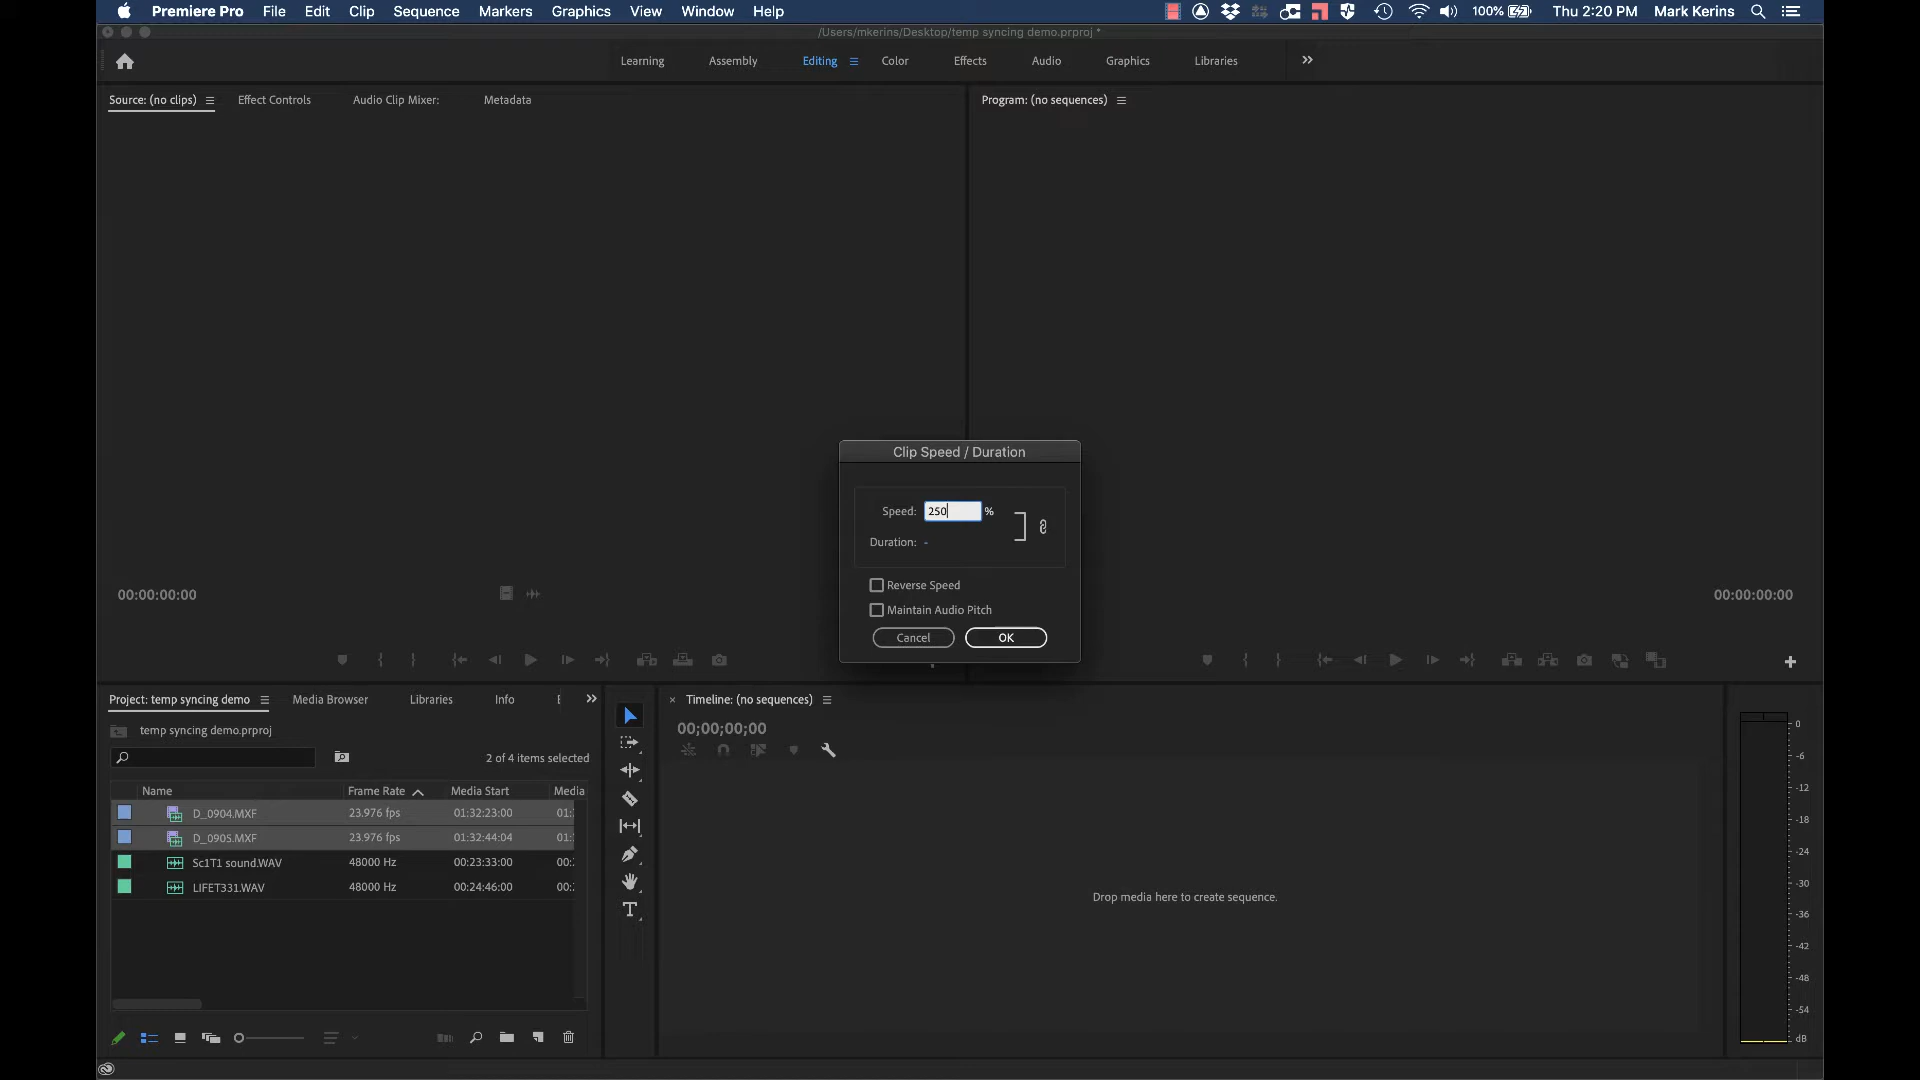 Premiere Pro File Edit Clip Sequence Markers Graphics View Window Help 100% Thu 2:20 PM Mark Kerins
/Users/mkerins/Desktop/temp syncing demo.prproj *
Learning Assembly Editing Color Effects Audio Graphics Libraries
Source: (no clips) Effect Controls Audio Clip Mixer: Metadata
Program: (no sequences)
Clip Speed / Duration
Speed: 250 %
Duration: -
Reverse Speed
Maintain Audio Pitch
Cancel OK
00:00:00:00
00:00:00:00
Project: temp syncing demo Media Browser Libraries Info
temp syncing demo.prproj
2 of 4 items selected
Name Frame Rate Media Start Media
D_0904.MXF 23.976 fps 01:32:23:00 01:
D_0905.MXF 23.976 fps 01:32:44:04 01:
Sc1T1 sound.WAV 48000 Hz 00:23:33:00 00:
LIFET331.WAV 48000 Hz 00:24:46:00 00:
Timeline: (no sequences)
00;00;00;00
Drop media here to create sequence.
0
-6
-12
-18
-24
-30
-36
-42
-48
-54
dB